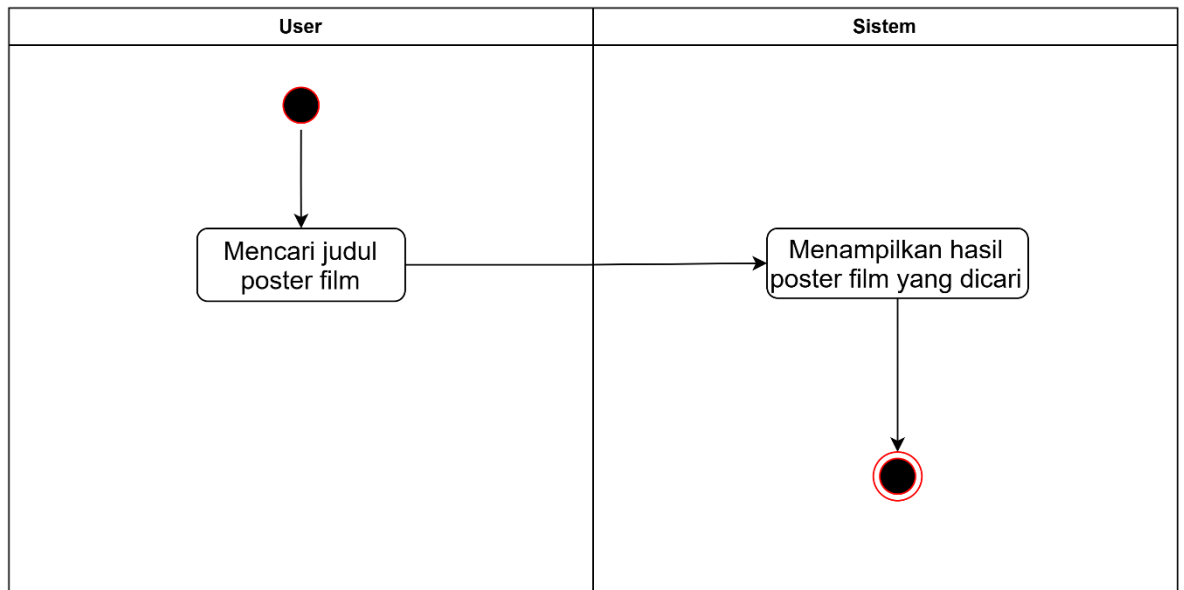 User
Sistem
Mencari judul
poster film
Menampilkan hasil
poster film yang dicari